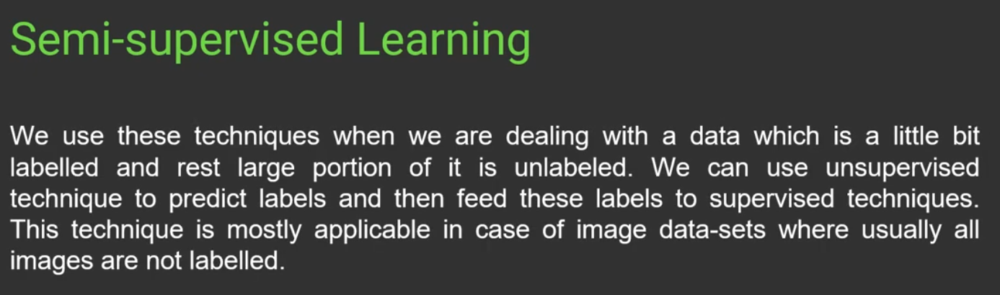 Semi-supervised Learning
We use these techniques when we are dealing with a data which is a little bit
labelled and rest large portion of it is unlabeled. We can use unsupervised
technique to predict labels and then feed these labels to supervised techniques.
This technique is mostly applicable in case of image data-sets where usually all
images are not labelled.